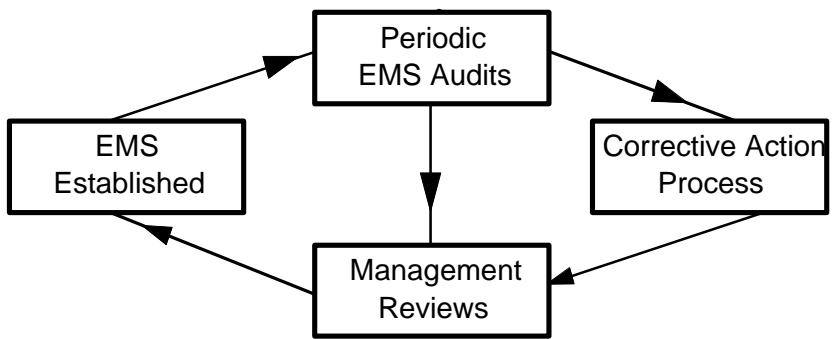 Periodic
EMS Audits
EMS
Established
Corrective Action
Process
Management
Reviews